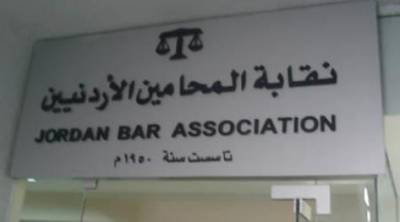 نقابة المحامين الأردنيين
JORDAN BAR ASSOCIATION
تأسست سنة ١٩٥٠م